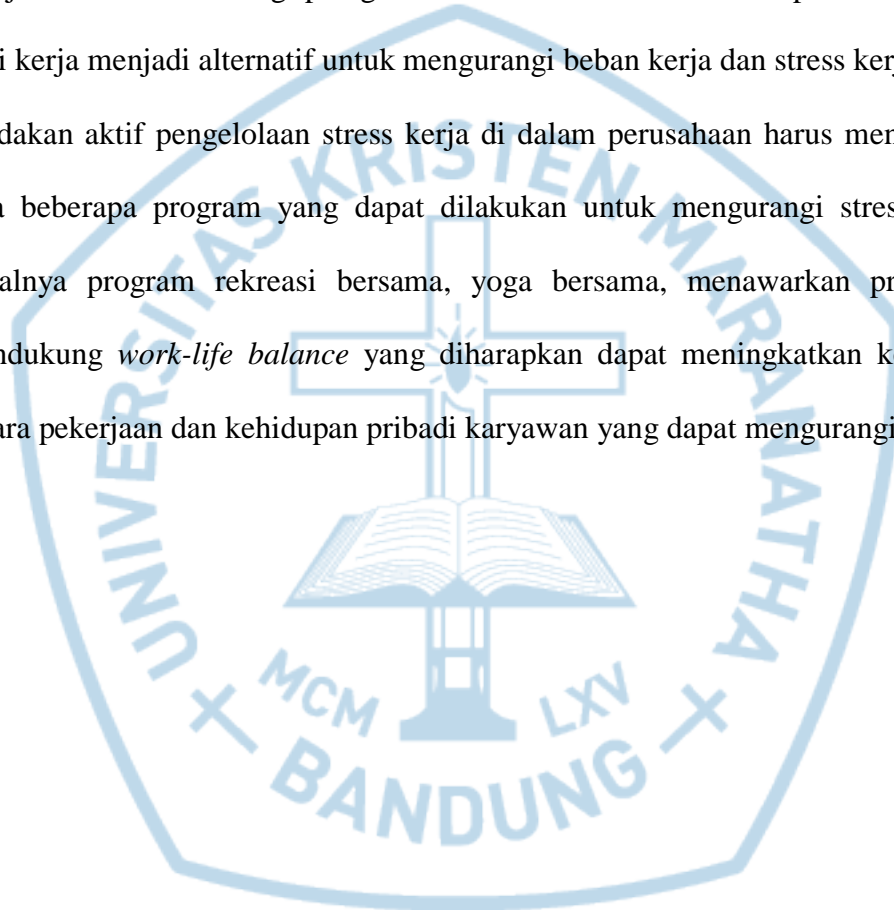 i kerja menjadi alternatif untuk mengurangi beban kerja dan stress ker
dakan aktif pengelolaan stress kerja di dalam perusahaan harus men
a beberapa program yang dapat dilakukan untuk mengurangi stres
alnya program rekreasi bersama, yoga bersama, menawarkan pr
ndukung work-life balance yang diharapkan dapat meningkatkan k
ara pekerjaan dan kehidupan pribadi karyawan yang dapat mengurangi
UNIVERSITAS KRISTEN MARANATHA
MCM LXV
BANDUNG